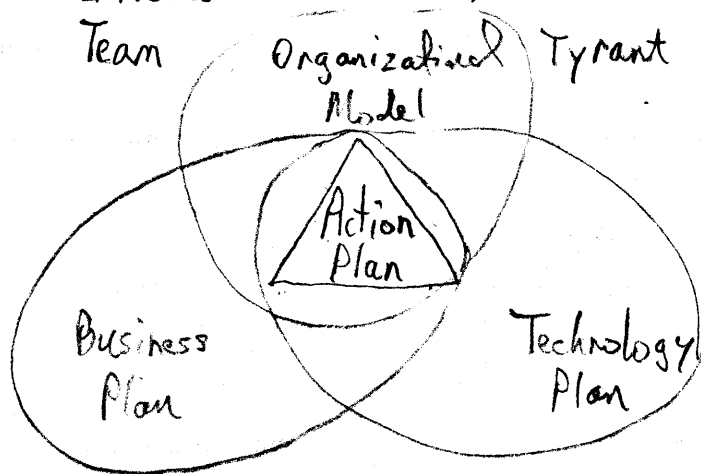 Team Organizational Tyrant
Model
Action
Plan
Business
Plan
Technology
Plan